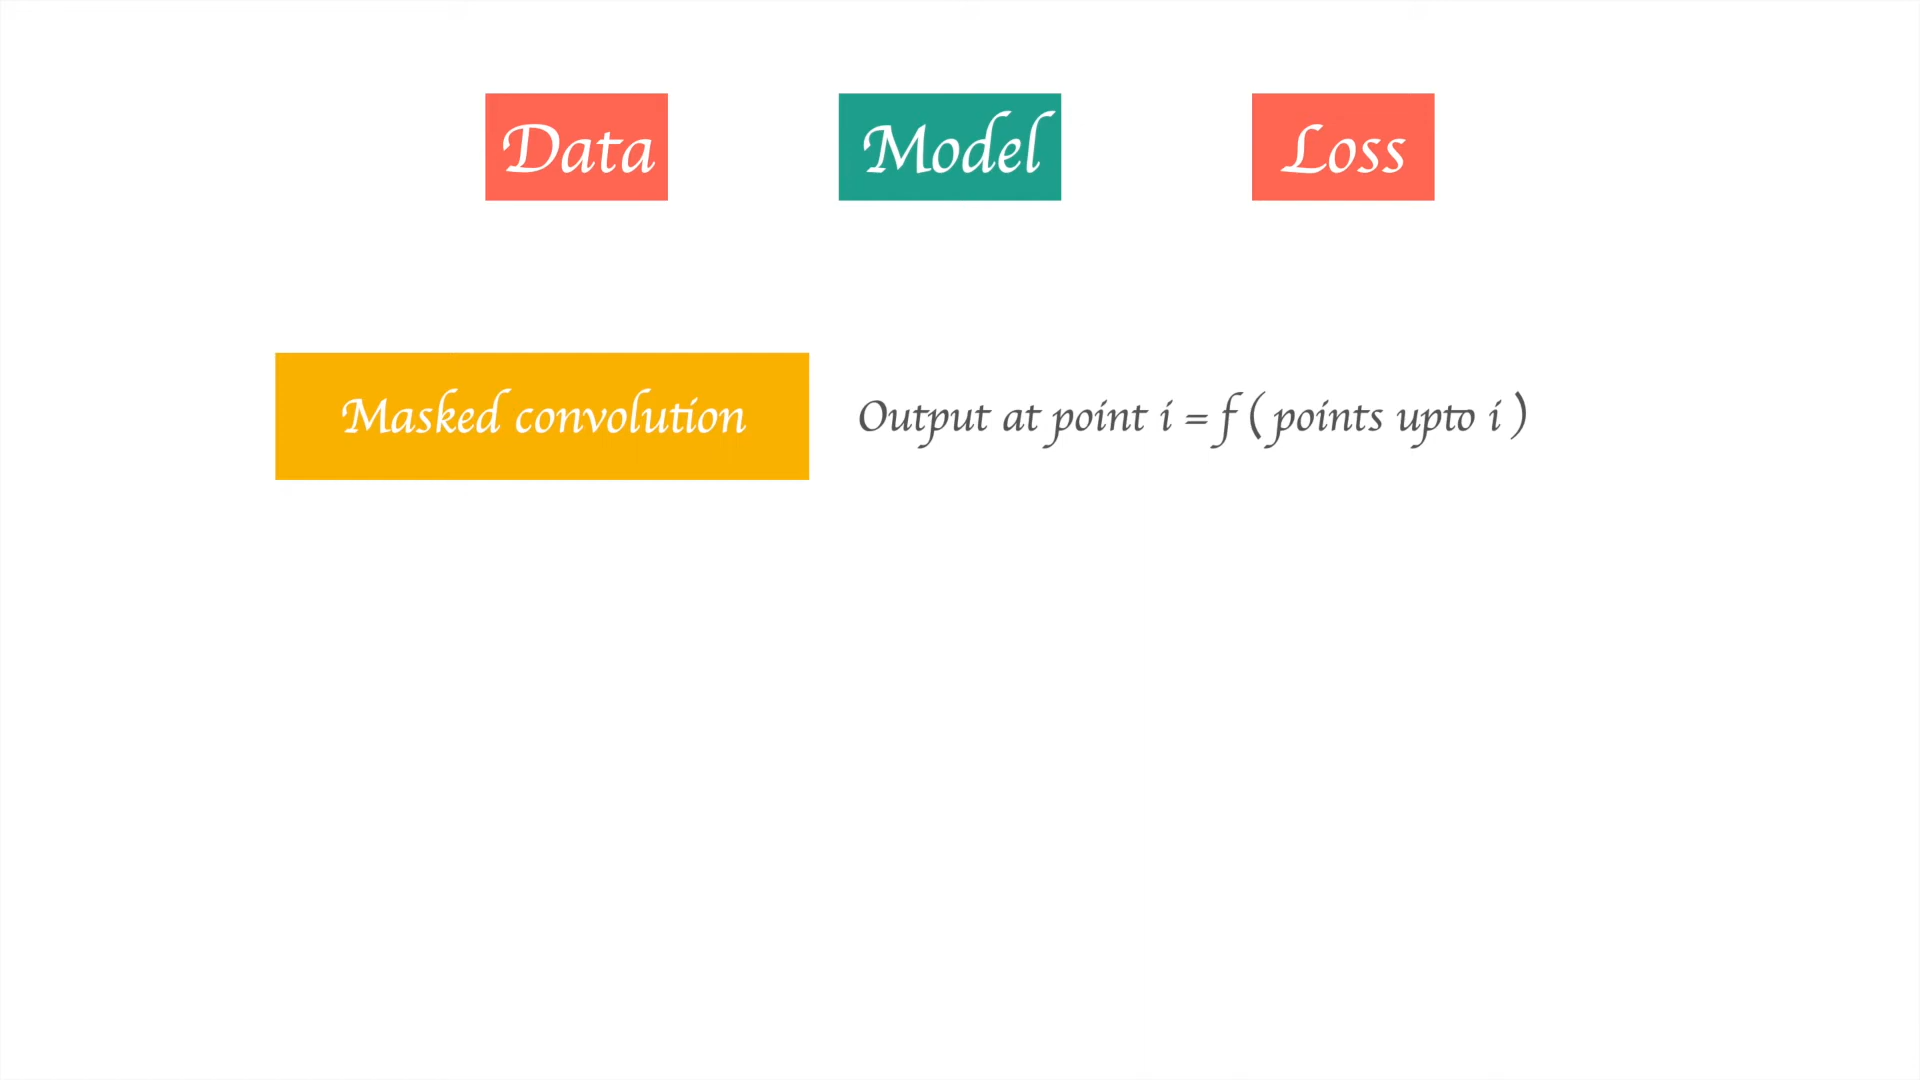 Data Model Loss
Masked convolution Output at point i = f ( points upto i )